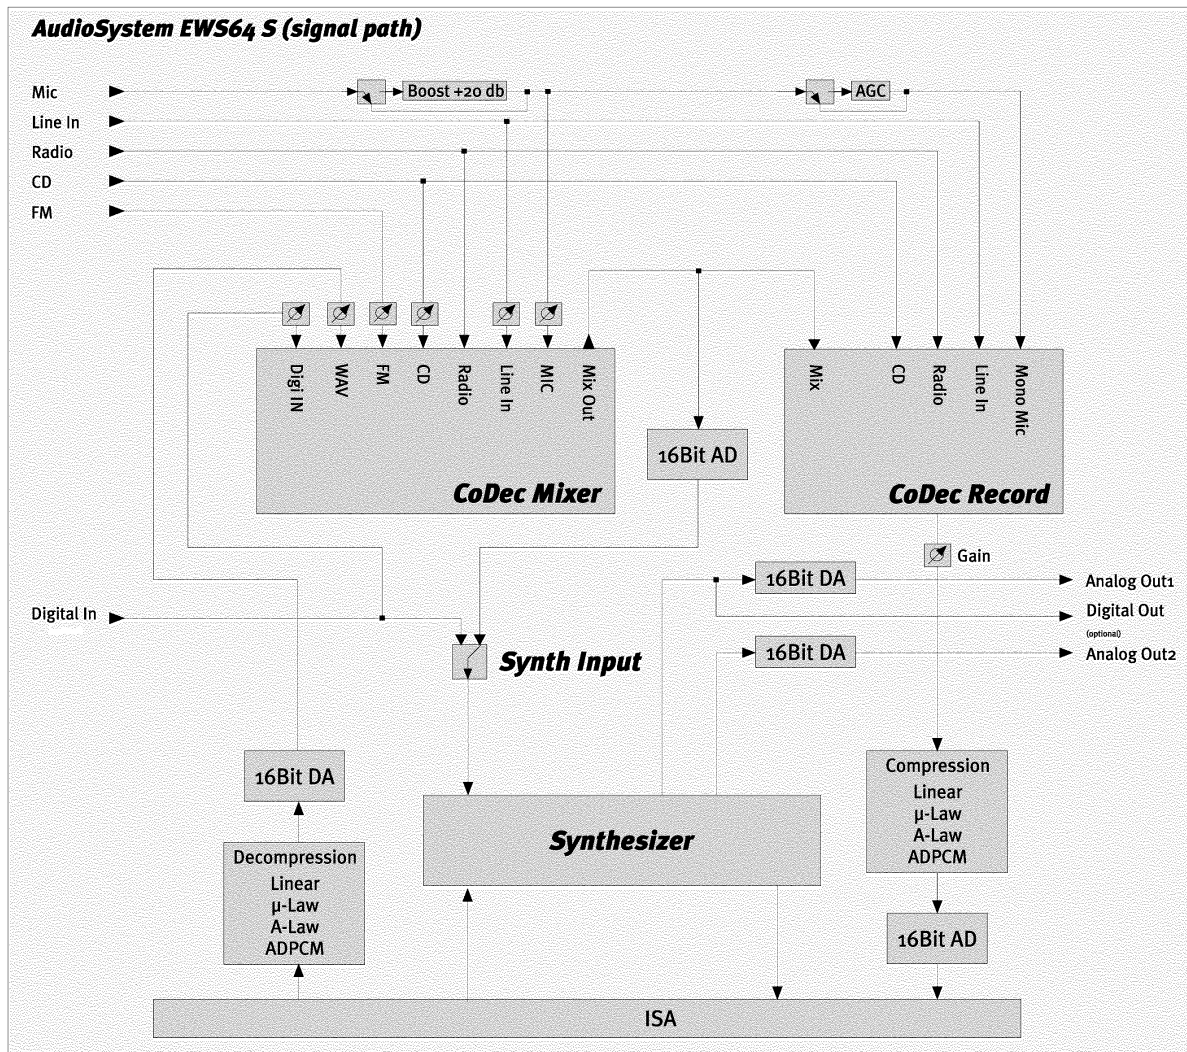 AudioSystem EWS64 S (signal path)
Mic
Boost +20 db
AGC
Line In
Radio
CD
FM
Digi IN
WAV
FM
CD
Radio
Line In
MIC
Mix Out
CoDec Mixer
16Bit AD
Mix
CD
Radio
Line In
Mono Mic
CoDec Record
Gain
16Bit DA
Analog Out1
Digital In
Digital Out
(optional)
16Bit DA
Analog Out2
Synth Input
16Bit DA
Compression
Linear
µ-Law
A-Law
ADPCM
Synthesizer
Decompression
Linear
µ-Law
A-Law
ADPCM
16Bit AD
ISA